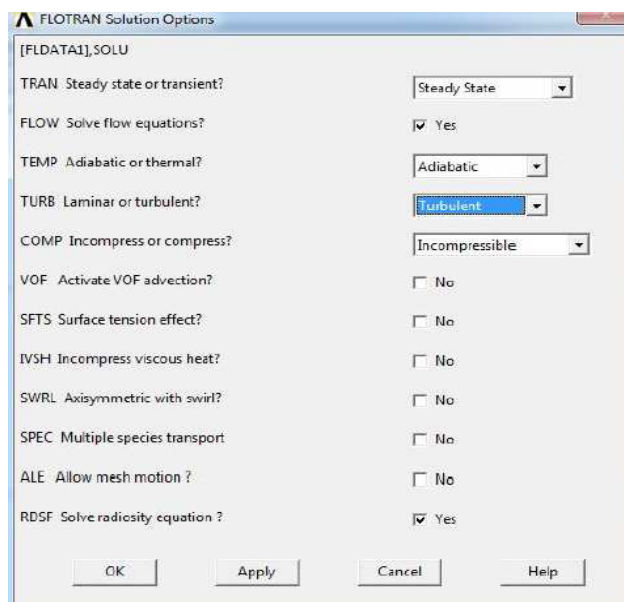 FLOTRAN Solution Options
[FLDATA1],SOLU
TRAN Steady state or transient? Steady State
FLOW Solve flow equations? Yes
TEMP Adiabatic or thermal? Adiabatic
TURB Laminar or turbulent? Turbulent
COMP Incompress or compress? Incompressible
VOF Activate VOF advection? No
SFTS Surface tension effect? No
IVSH Incompress viscous heat? No
SWRL Axisymmetric with swirl? No
SPEC Multiple species transport No
ALE Allow mesh motion ? No
RDSF Solve radiosity equation ? Yes
OK Apply Cancel Help